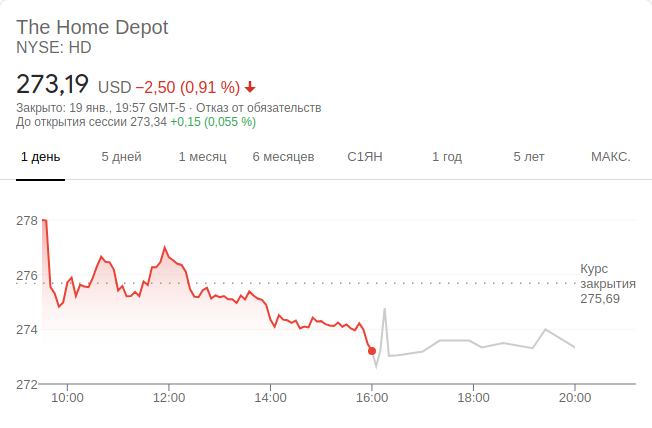 The Home Depot
NYSE: HD
273,19 USD −2,50 (0,91 %)
Закрыто: 19 янв., 19:57 GMT-5 · Отказ от обязательств
До открытия сессии 273,34 +0,15 (0,055 %)
1 день 5 дней 1 месяц 6 месяцев С1ЯН 1 год 5 лет МАКС.
278
276
274
272
Курс
закрытия
275,69
10:00 12:00 14:00 16:00 18:00 20:00